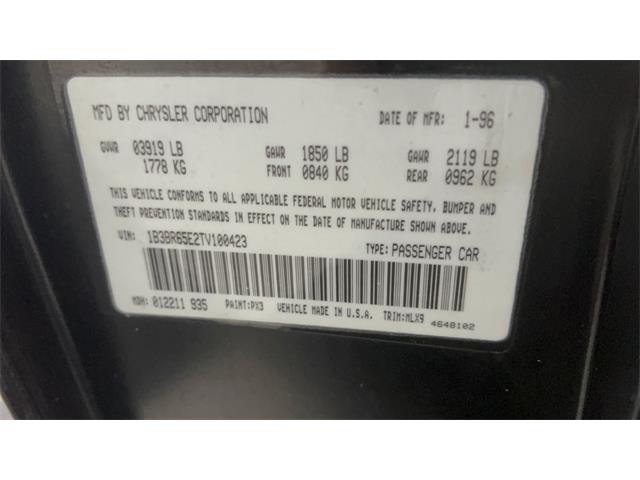 MFD BY CHRYSLER CORPORATION DATE OF MFR: 1-96
GVWR 03919 LB GAWR 1850 LB GAWR 2119 LB
1778 KG FRONT 0840 KG REAR 0962 KG
THIS VEHICLE CONFORMS TO ALL APPLICABLE FEDERAL MOTOR VEHICLE SAFETY, BUMPER AND
THEFT PREVENTION STANDARDS IN EFFECT ON THE DATE OF MANUFACTURE SHOWN ABOVE.
VIN: 1B3BR65E2TV100423 TYPE: PASSENGER CAR
MDH: 012211 935 PAINT:PX3 VEHICLE MADE IN U.S.A. TRIM:MLX9
4648102